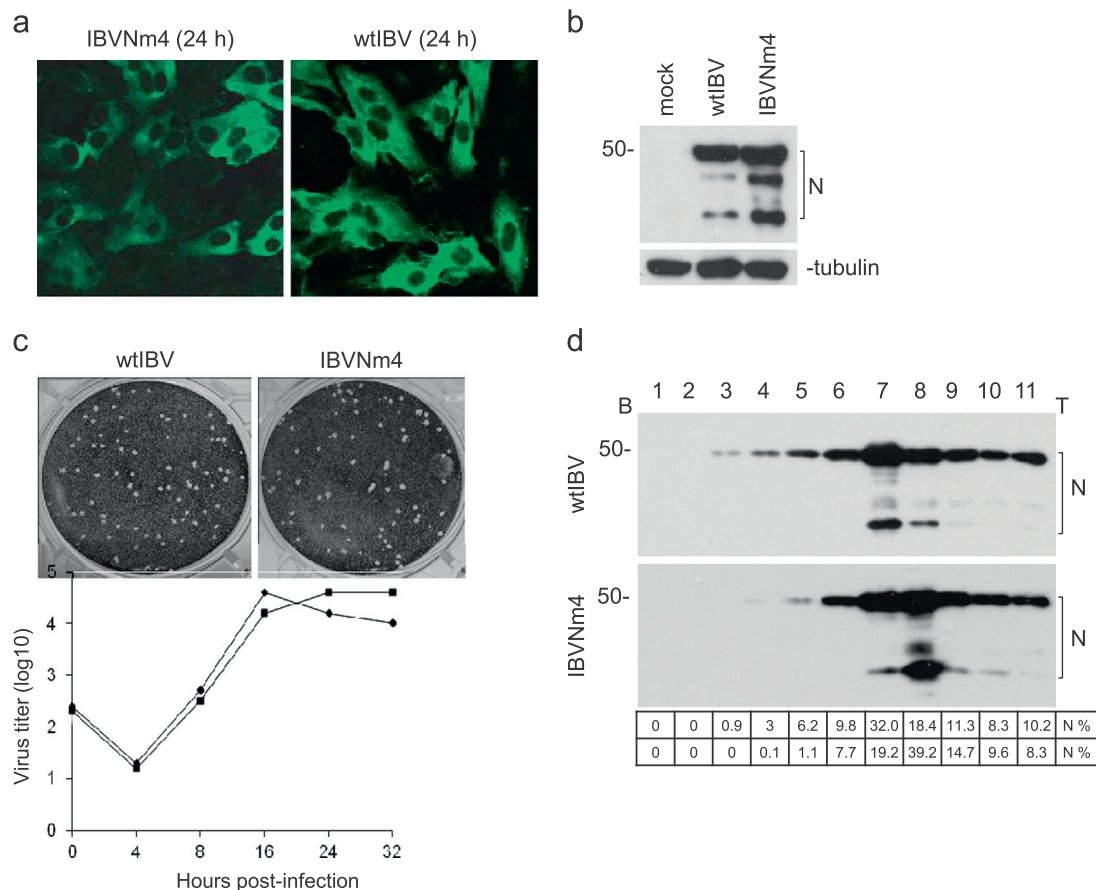 a
IBVNm4 (24 h)
wtIBV (24 h)
b
mock
wtIBV
IBVNm4
50-
N
-tubulin
c
wtIBV
IBVNm4
Virus titer (log10)
5
4
3
2
1
0
0 4 8 16 24 32
Hours post-infection
d
1 2 3 4 5 6 7 8 9 10 11
B T
wtIBV
50-
N
IBVNm4
50-
N
0 0 0.9 3 6.2 9.8 32.0 18.4 11.3 8.3 10.2 N %
0 0 0 0.1 1.1 7.7 19.2 39.2 14.7 9.6 8.3 N %